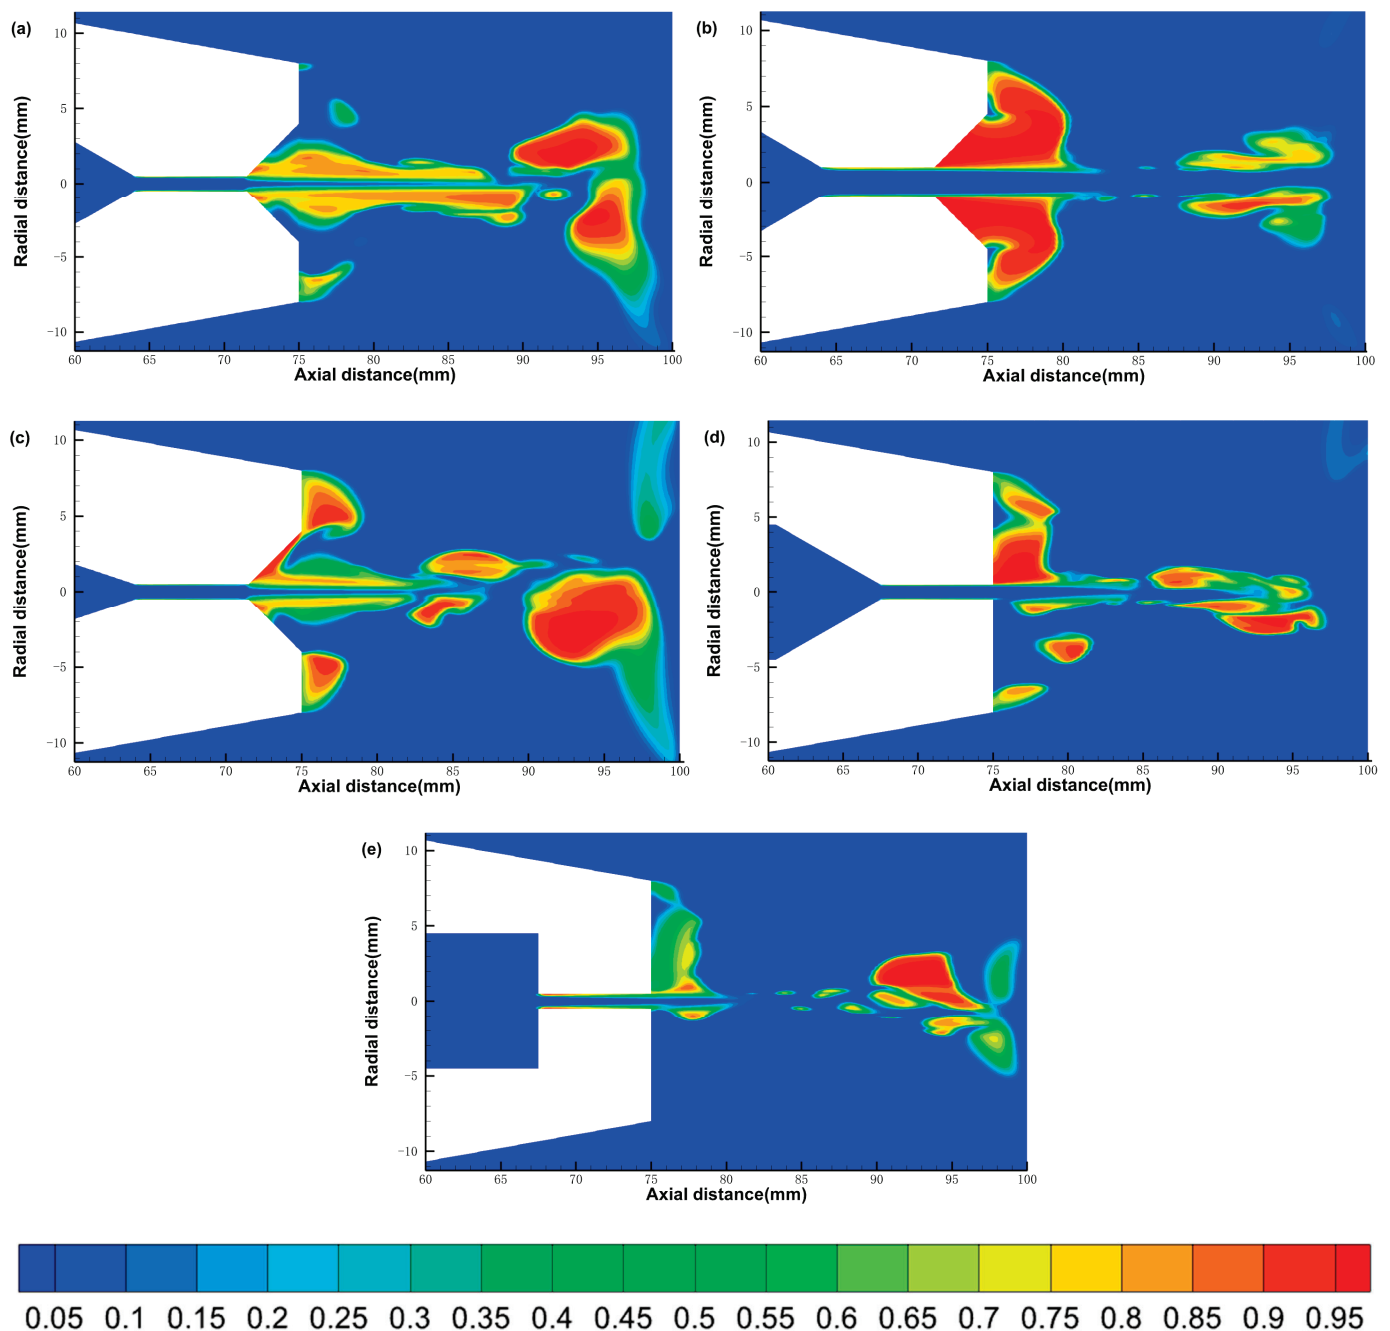 (a)
Radial distance(mm)
10
5
0
−5
−10
60 65 70 75 80 85 90 95 100
Axial distance(mm)
(b)
Radial distance(mm)
10
5
0
−5
−10
60 65 70 75 80 85 90 95 100
Axial distance(mm)
(c)
Radial distance(mm)
10
5
0
−5
−10
60 65 70 75 80 85 90 95 100
Axial distance(mm)
(d)
Radial distance(mm)
10
5
0
−5
−10
60 65 70 75 80 85 90 95 100
Axial distance(mm)
(e)
Radial distance(mm)
10
5
0
−5
−10
60 65 70 75 80 85 90 95 100
Axial distance(mm)
0.05 0.1 0.15 0.2 0.25 0.3 0.35 0.4 0.45 0.5 0.55 0.6 0.65 0.7 0.75 0.8 0.85 0.9 0.95